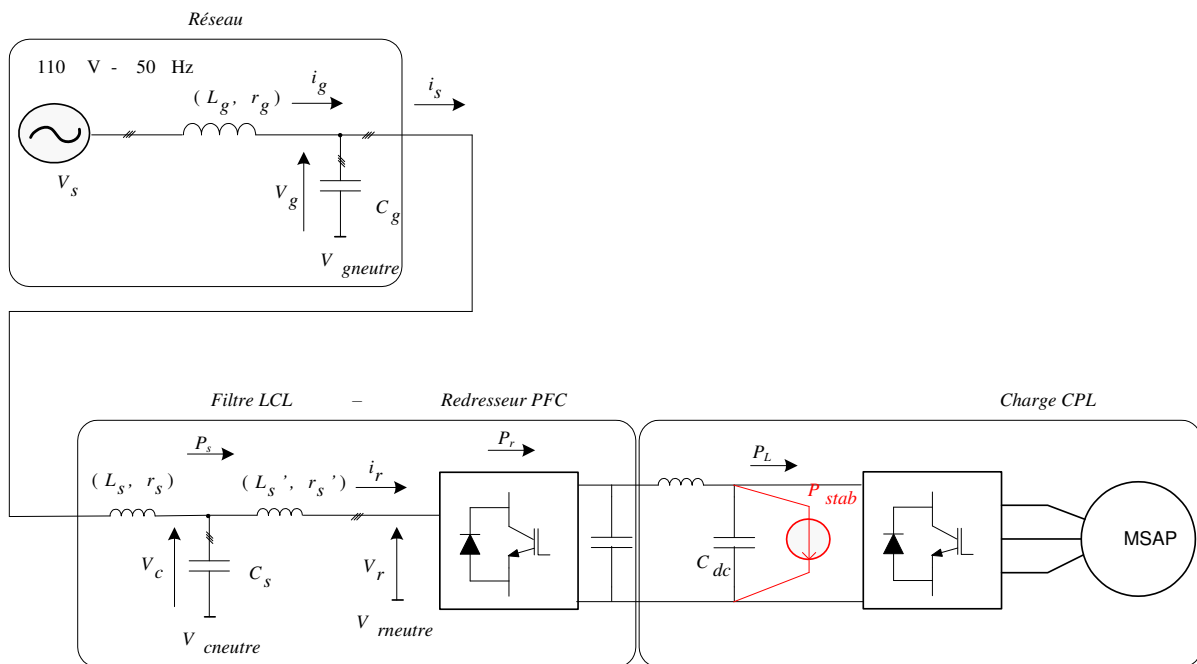 Réseau
110 V - 50 Hz
(L_g, r_g)
i_g
i_s
V_s
V_g
C_g
V_gneutre
Filtre LCL – Redresseur PFC
Charge CPL
P_s
P_r
P_L
(L_s, r_s)
(L_s', r_s')
i_r
P_stab
V_c
C_s
V_r
C_dc
MSAP
V_cneutre
V_rneutre